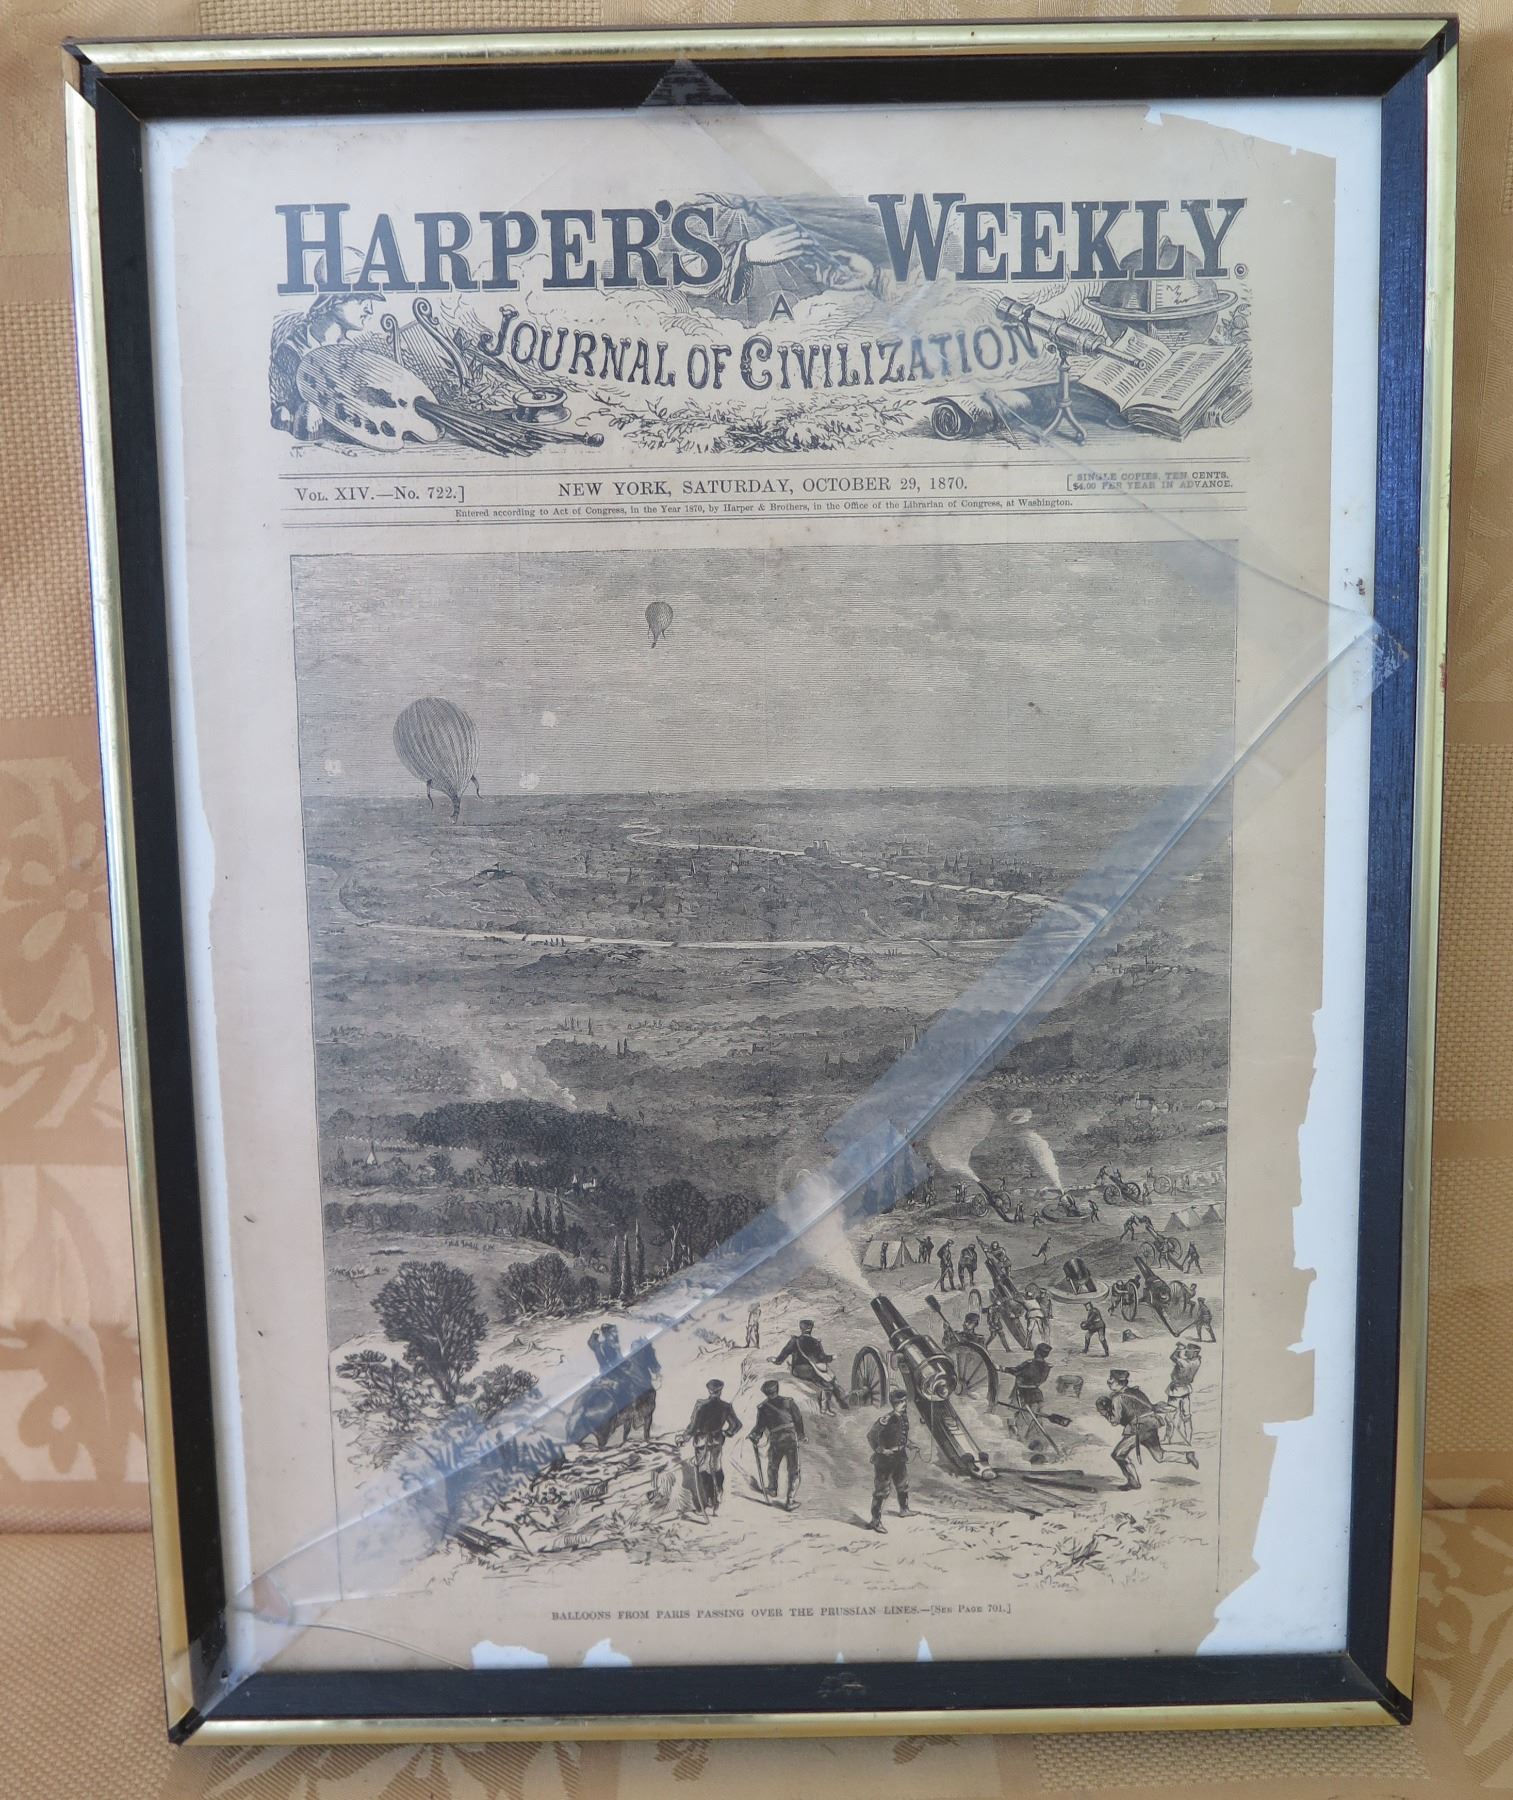 HARPER'S WEEKLY.
A
JOURNAL OF CIVILIZATION
VOL. XIV.—No. 722.] NEW YORK, SATURDAY, OCTOBER 29, 1870. [SINGLE COPIES, TEN CENTS.
$4.00 PER YEAR IN ADVANCE.
Entered according to Act of Congress, in the Year 1870, by Harper & Brothers, in the Office of the Librarian of Congress, at Washington.
BALLOONS FROM PARIS PASSING OVER THE PRUSSIAN LINES.—[SEE PAGE 701.]